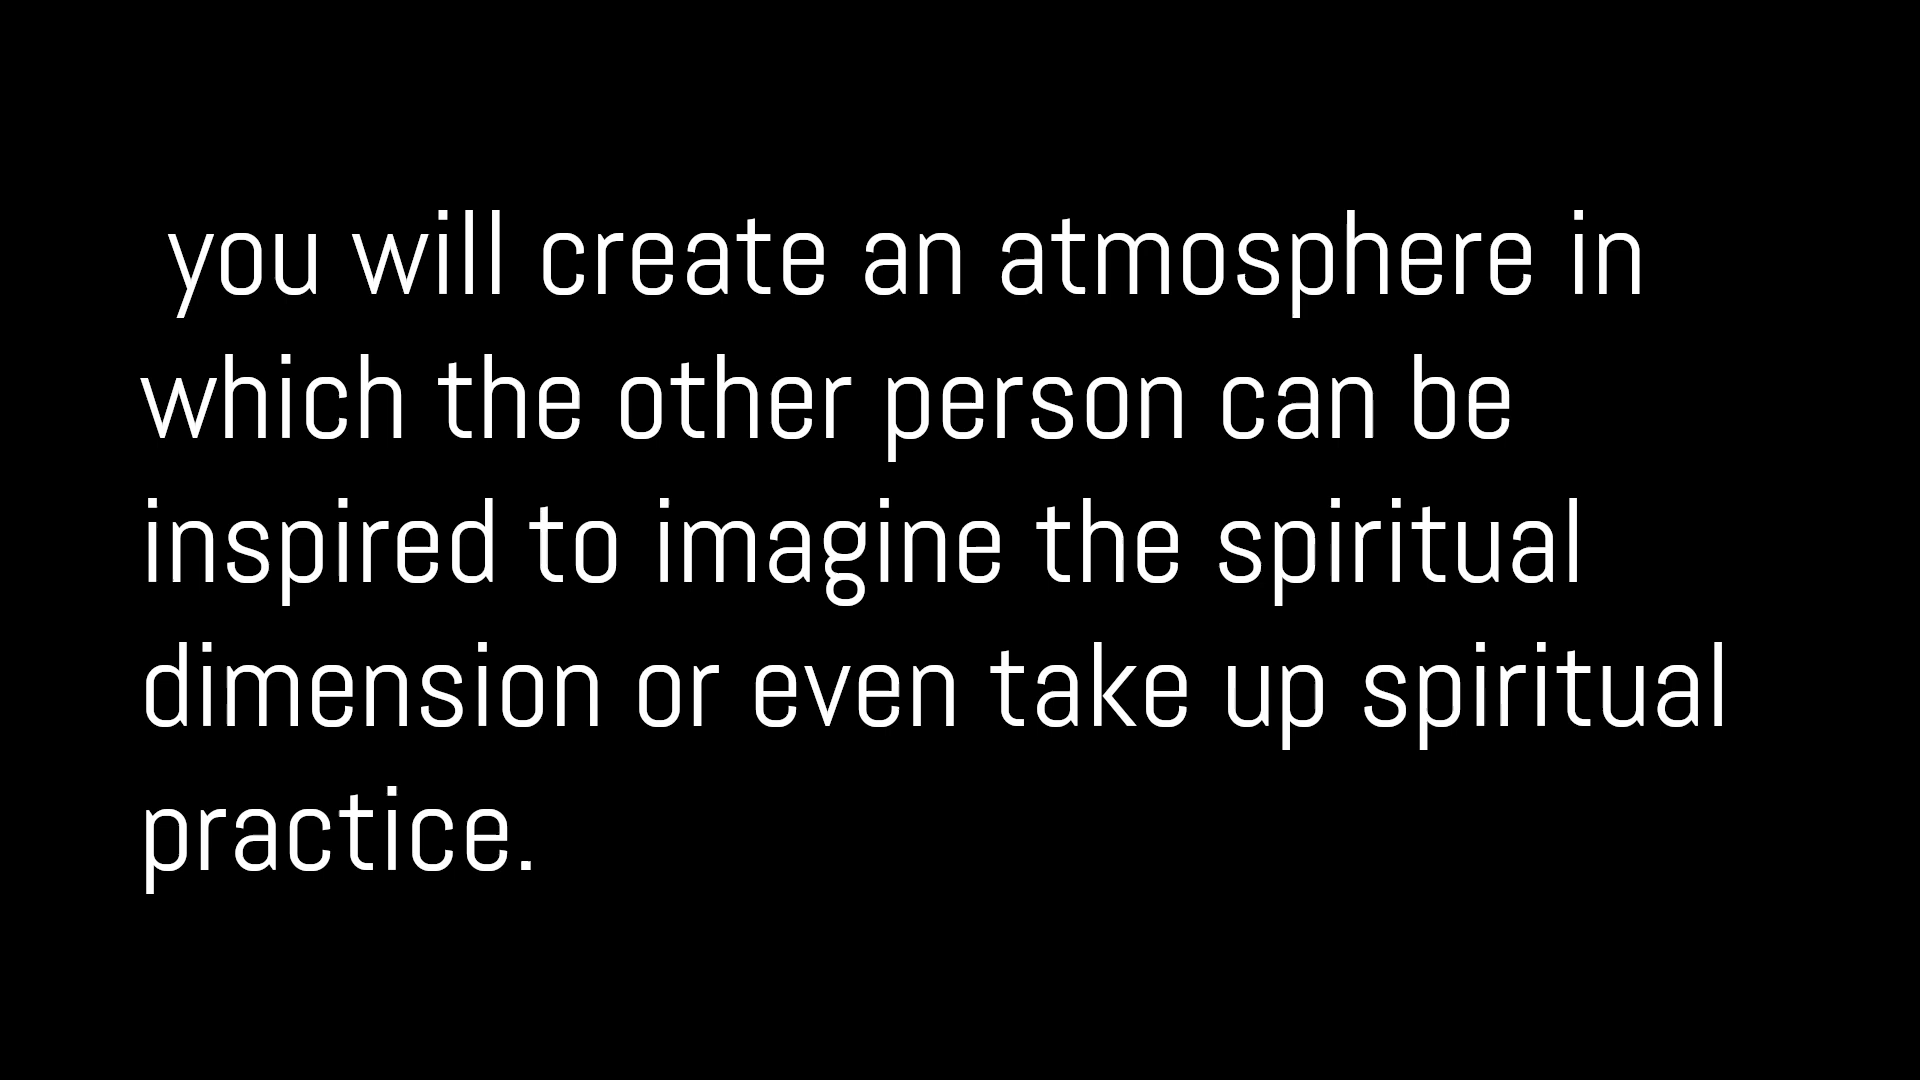 you will create an atmosphere in
which the other person can be
inspired to imagine the spiritual
dimension or even take up spiritual
practice.